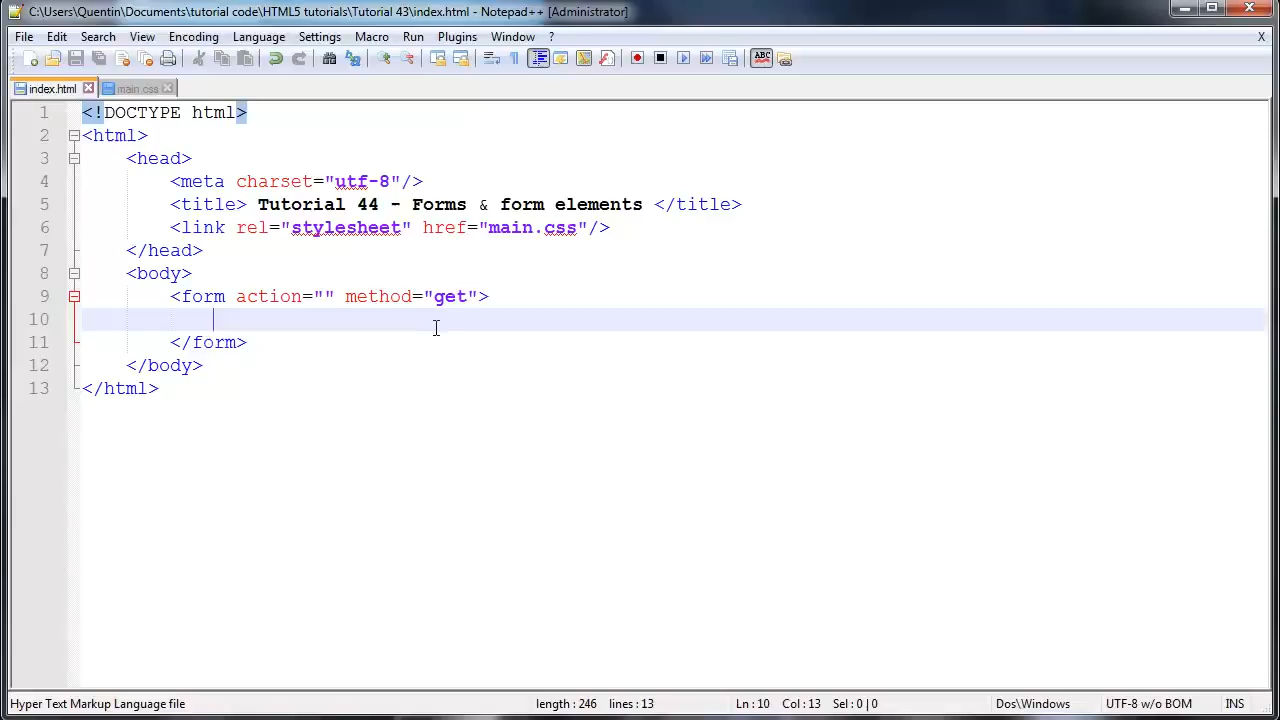 C:\Users\Quentin\Documents\tutorial code\HTML5 tutorials\Tutorial 43\index.html - Notepad++ [Administrator]
File Edit Search View Encoding Language Settings Macro Run Plugins Window ? X
ABC
index.html main.css
1 <!DOCTYPE html>
2 <html>
3 <head>
4 <meta charset="utf-8"/>
5 <title> Tutorial 44 - Forms & form elements </title>
6 <link rel="stylesheet" href="main.css"/>
7 </head>
8 <body>
9 <form action="" method="get">
10
11 </form>
12 </body>
13 </html>
Hyper Text Markup Language file length : 246 lines : 13 Ln : 10 Col : 13 Sel : 0 | 0 Dos\Windows UTF-8 w/o BOM INS